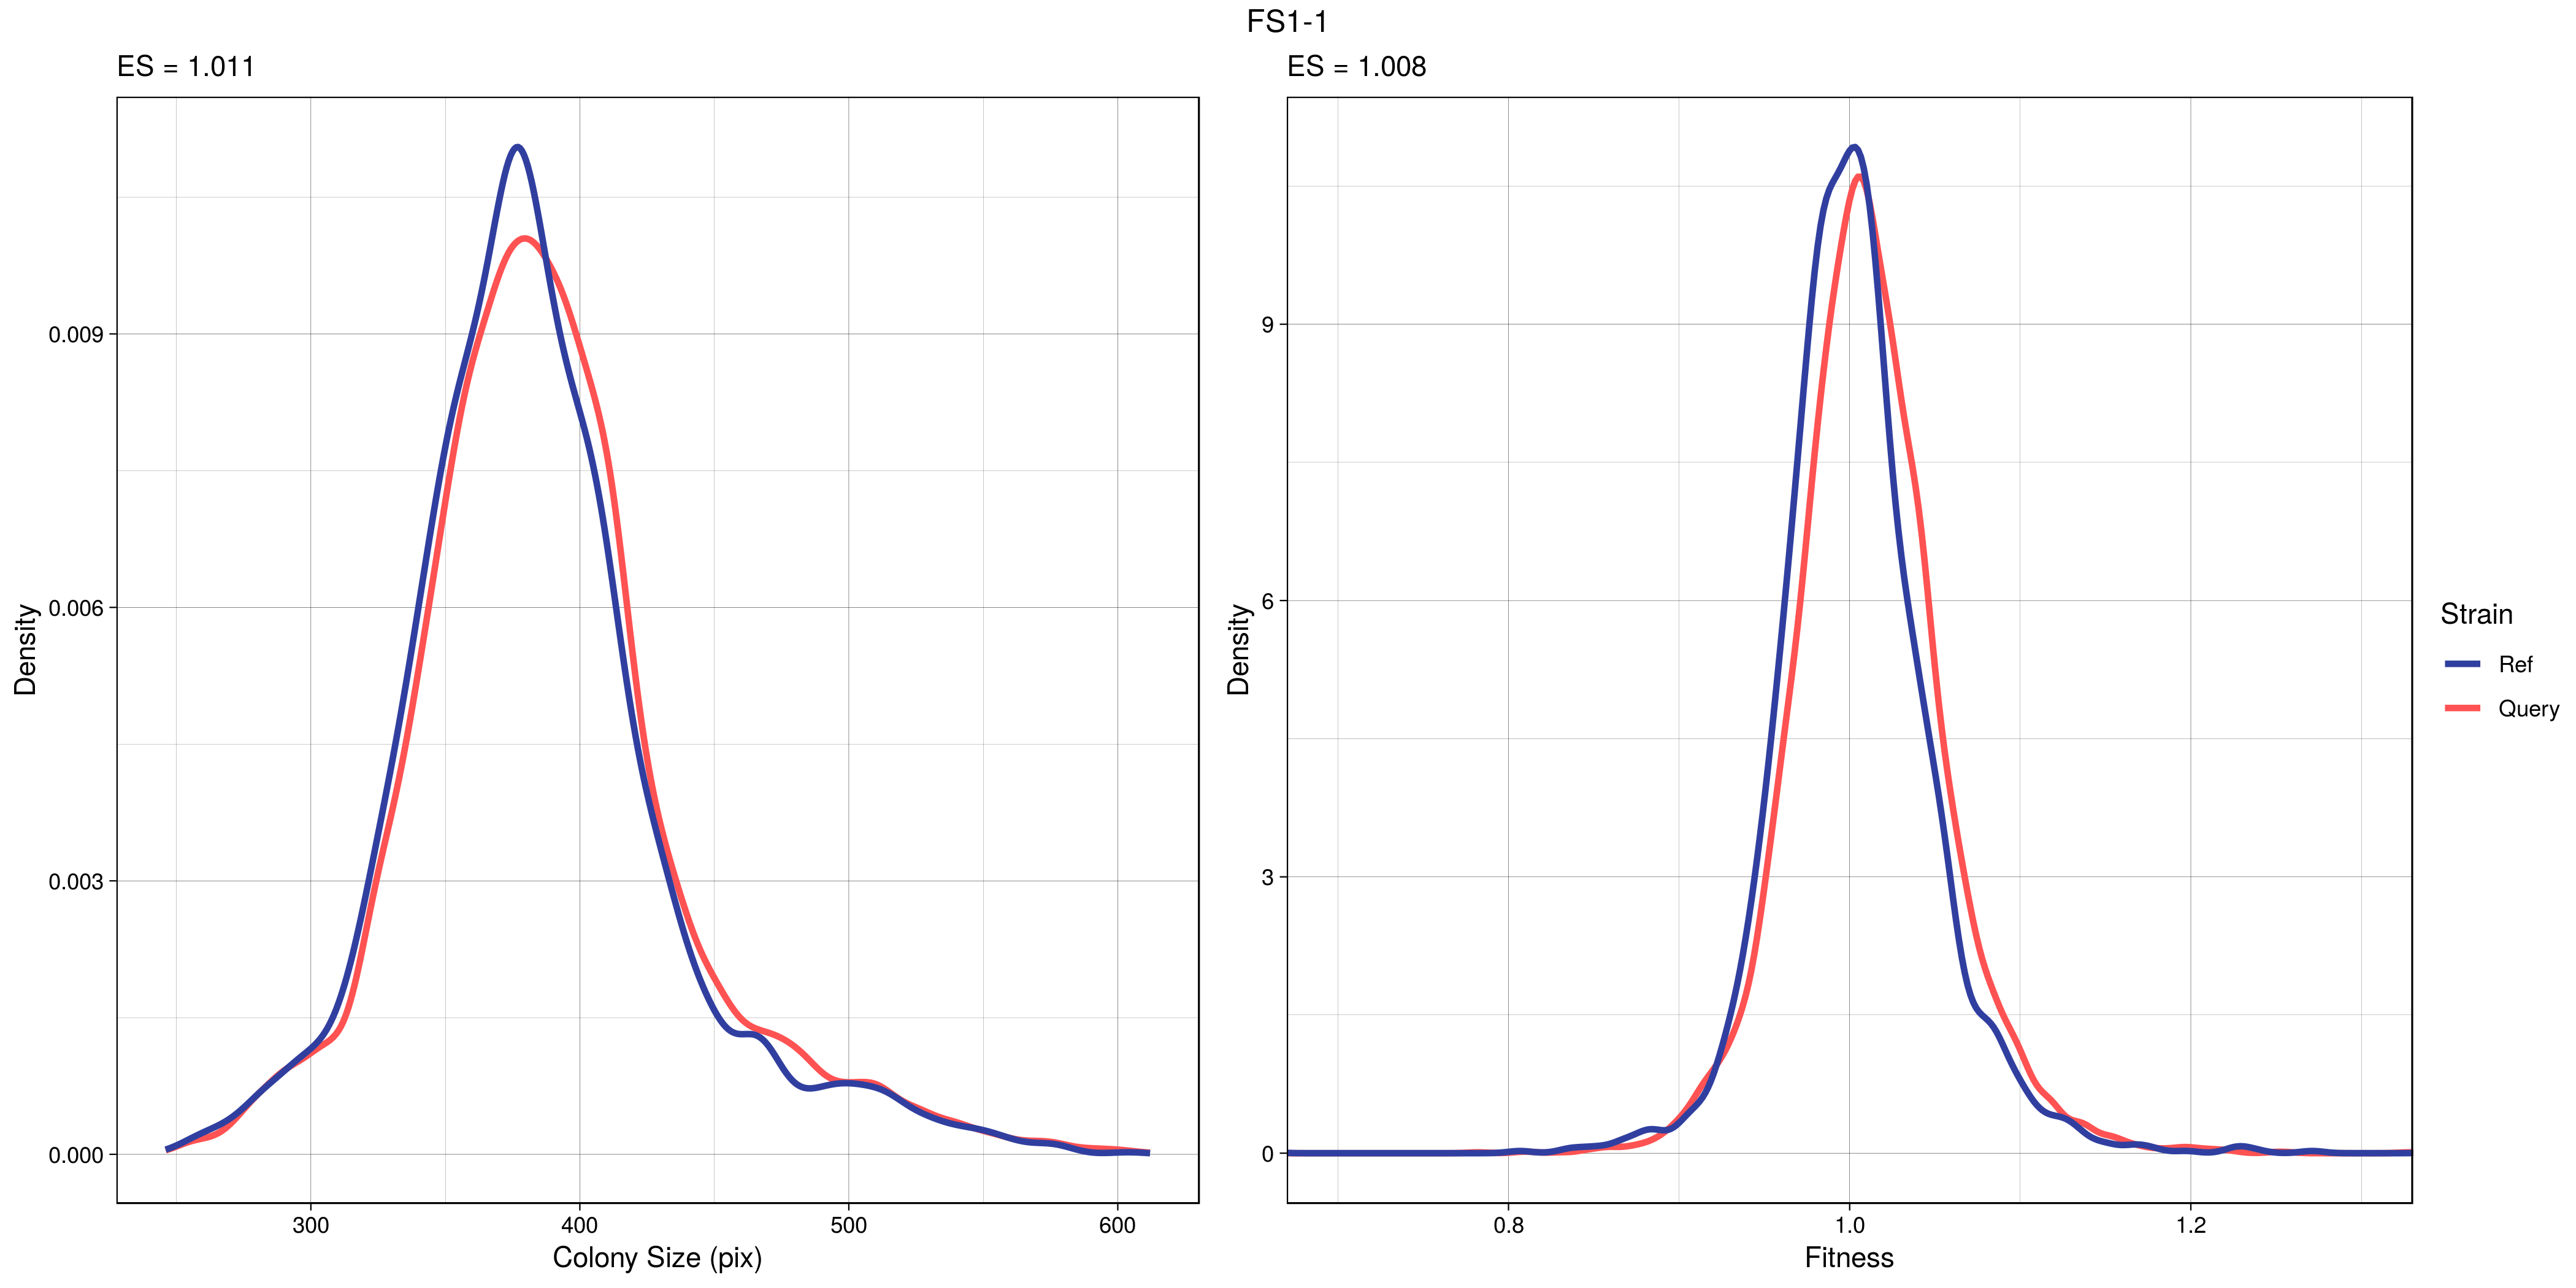 FS1-1
ES = 1.011
Density
0.009
0.006
0.003
0.000
300 400 500 600
Colony Size (pix)
ES = 1.008
Density
9
6
3
0
0.8 1.0 1.2
Fitness
Strain
Ref
Query